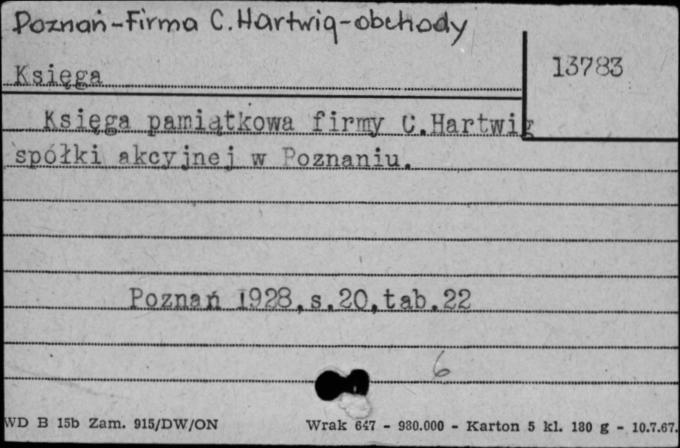 Poznań-Firma C.Hartwig-obchody
Księga
13783
Księga pamiątkowa firmy C.Hartwig
spółki akcyjnej w Poznaniu.
Poznań 1928.s.20.tab.22
6
WD B 15b Zam. 915/DW/ON
Wrak 647 - 980.000 - Karton 5 kl. 180 g - 10.7.67.